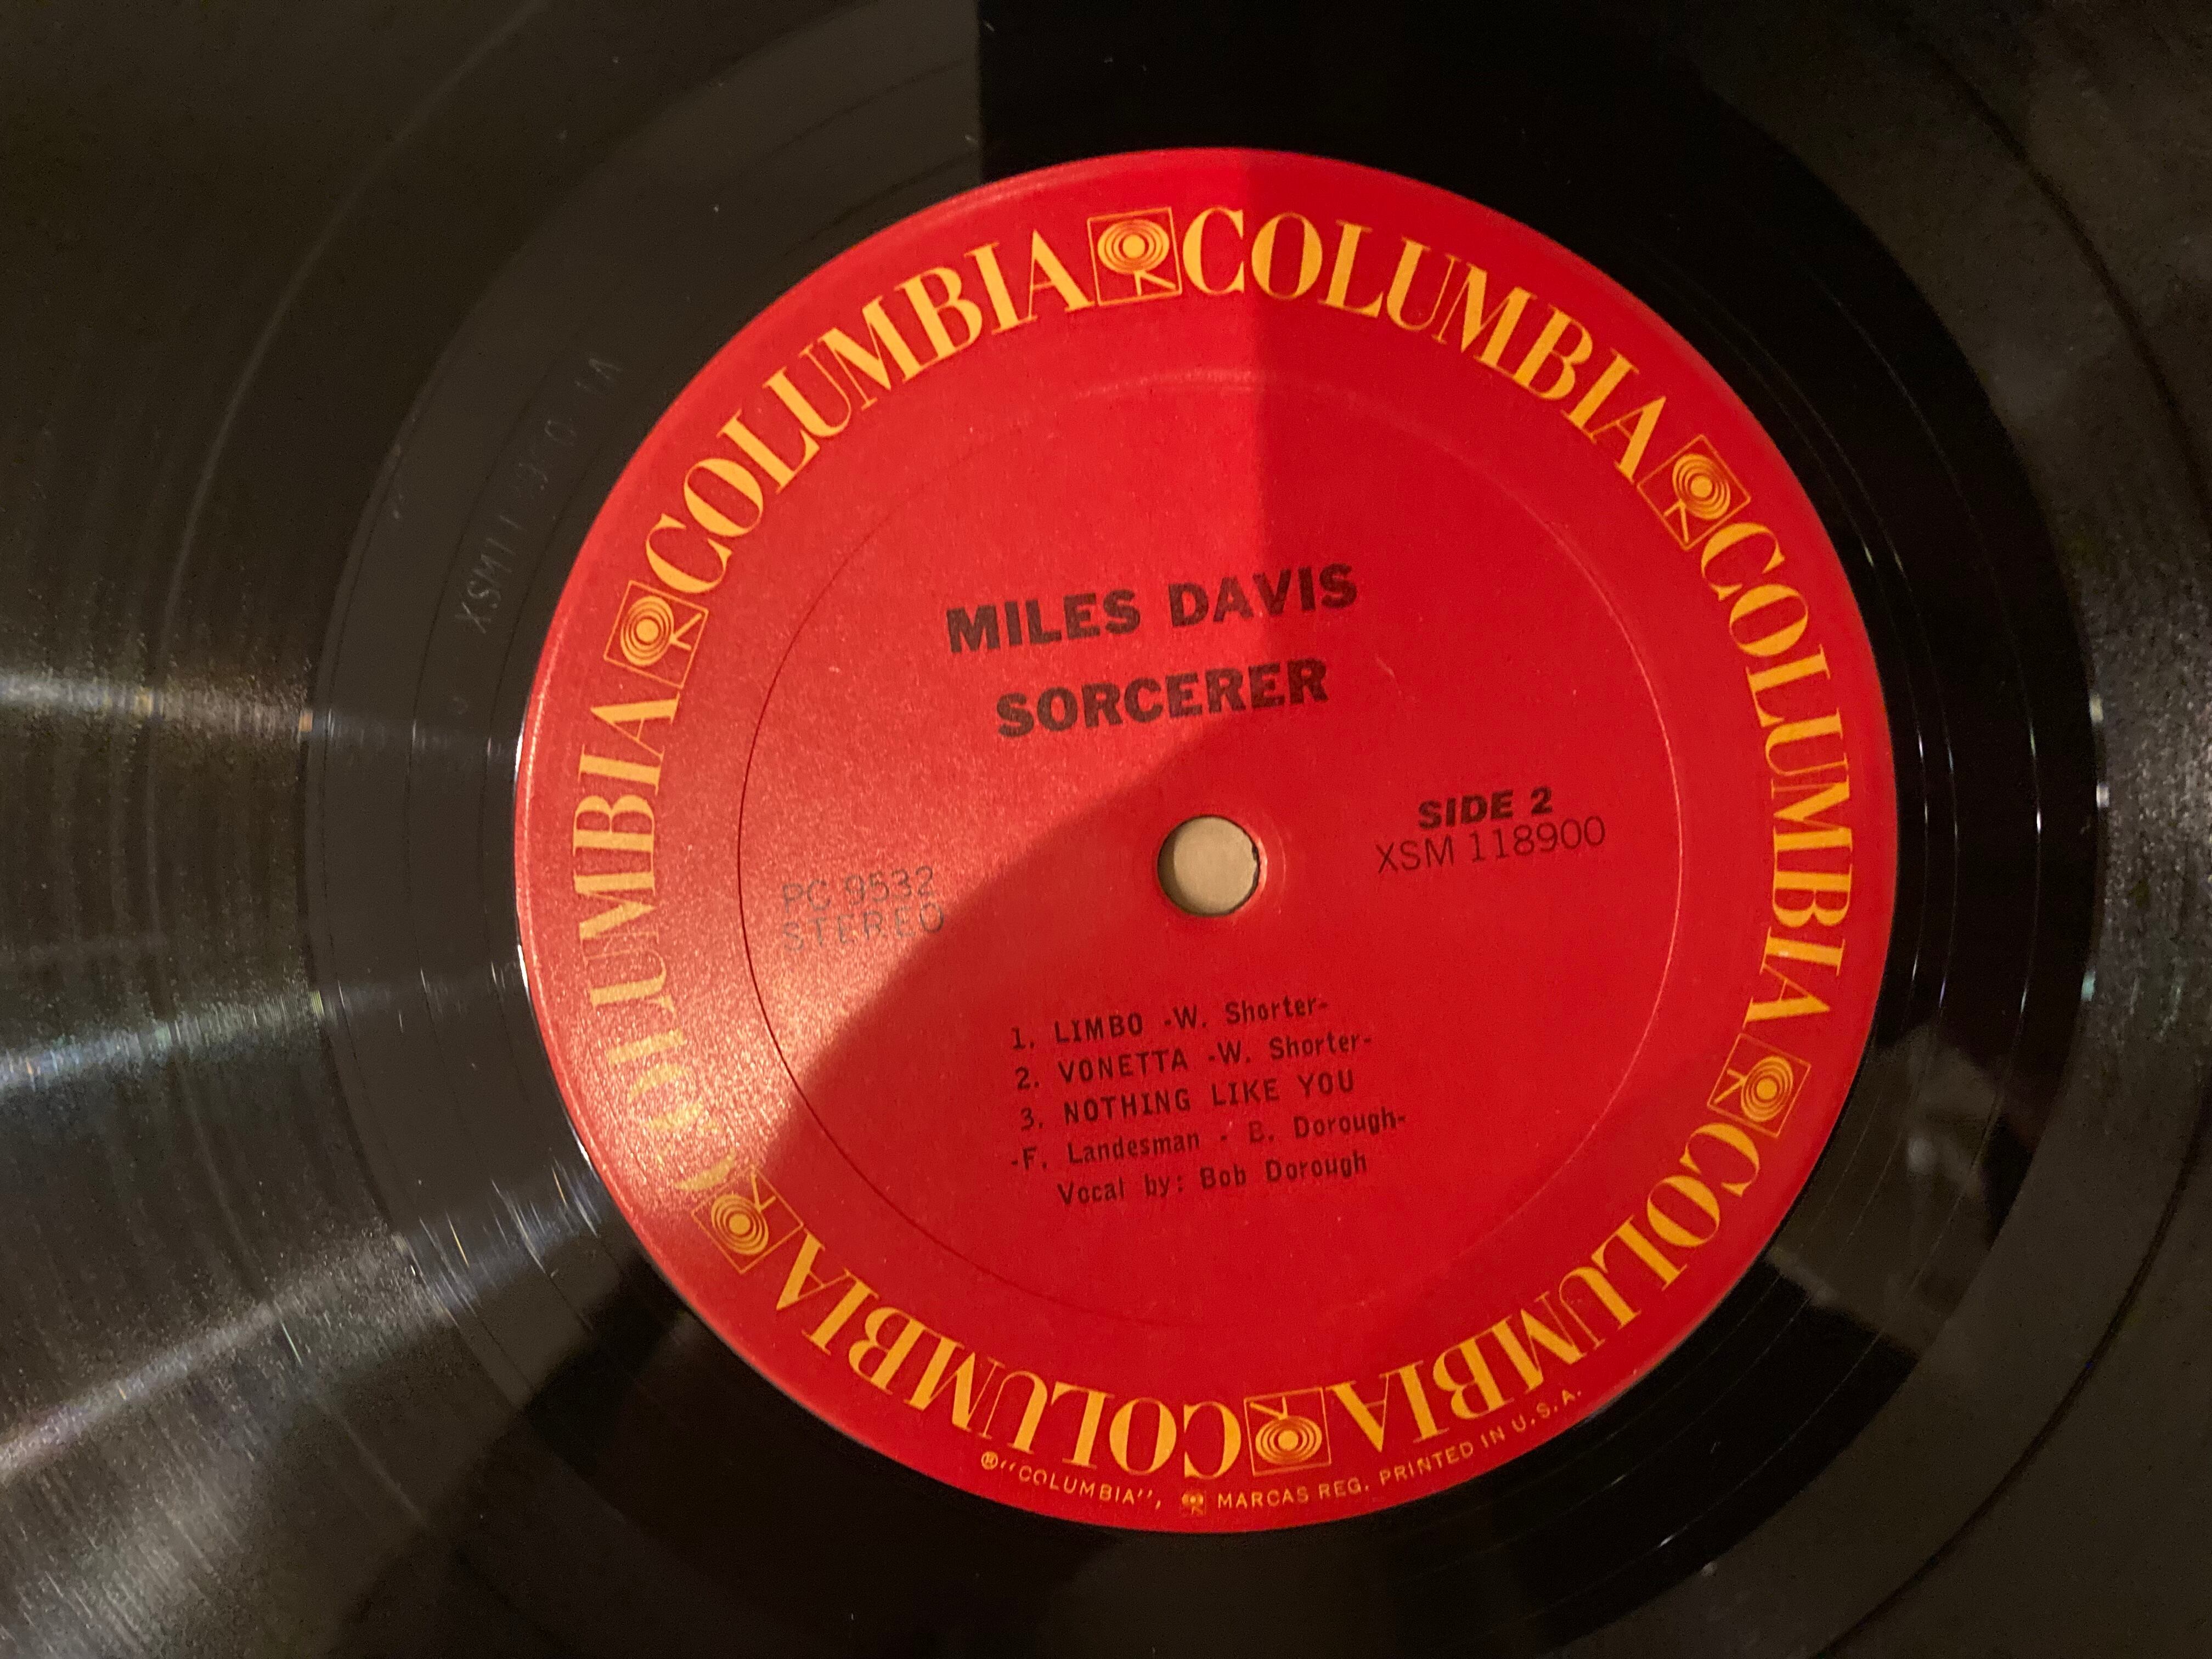 COLUMBIA COLUMBIA COLUMBIA COLUMBIA COLUMBIA COLUMBIA
MILES DAVIS
SORCERER
SIDE 2
XSM 118900
PC 9532
STEREO
1. LIMBO -W. Shorter-
2. VONETTA -W. Shorter-
3. NOTHING LIKE YOU
-F. Landesman - B. Dorough-
Vocal by: Bob Dorough
®"COLUMBIA", MARCAS REG. PRINTED IN U.S.A.